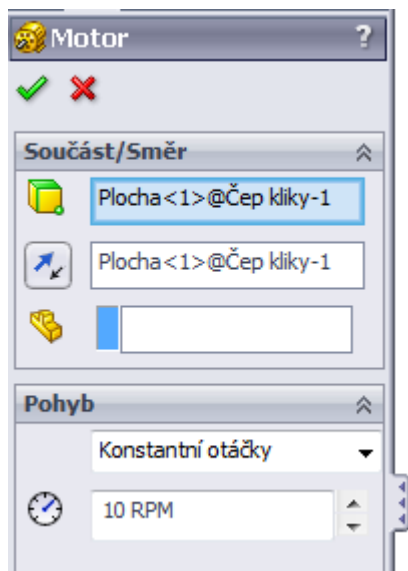 Motor ?
Součást/Směr
Plocha<1>@Čep kliky-1
Plocha<1>@Čep kliky-1
Pohyb
Konstantní otáčky
10 RPM